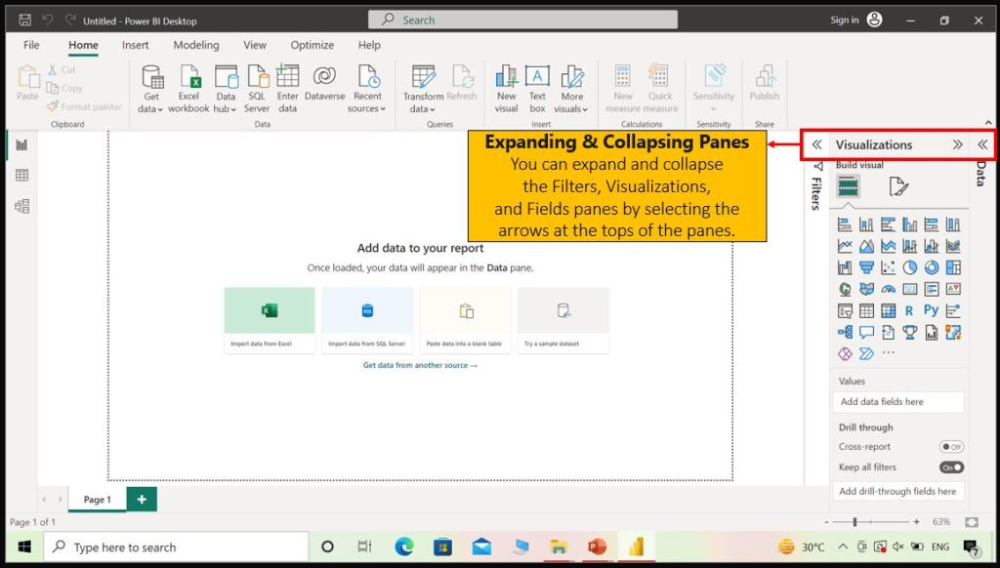 Untitled - Power BI Desktop
Search
Sign in
File Home Insert Modeling View Optimize Help
Paste
Cut
Copy
Format painter
Clipboard
Get data
Excel workbook
Data hub
SQL Server
Enter data
Dataverse
Recent sources
Data
Transform data
Refresh
Queries
New visual
Text box
More visuals
Insert
New measure
Quick measure
Calculations
Sensitivity
Sensitivity
Publish
Share
Expanding & Collapsing Panes
You can expand and collapse
the Filters, Visualizations,
and Fields panes by selecting the
arrows at the tops of the panes.
Filters
Visualizations
Build visual
Data
Add data to your report
Once loaded, your data will appear in the Data pane.
Import data from Excel
SQL
Import data from SQL Server
Paste data into a blank table
Try a sample dataset
Get data from another source →
123
R Py
...
Values
Add data fields here
Drill through
Cross-report Off
Keep all filters On
Add drill-through fields here
Page 1
+
Page 1 of 1
- + 63%
Type here to search
30°C
ENG
7